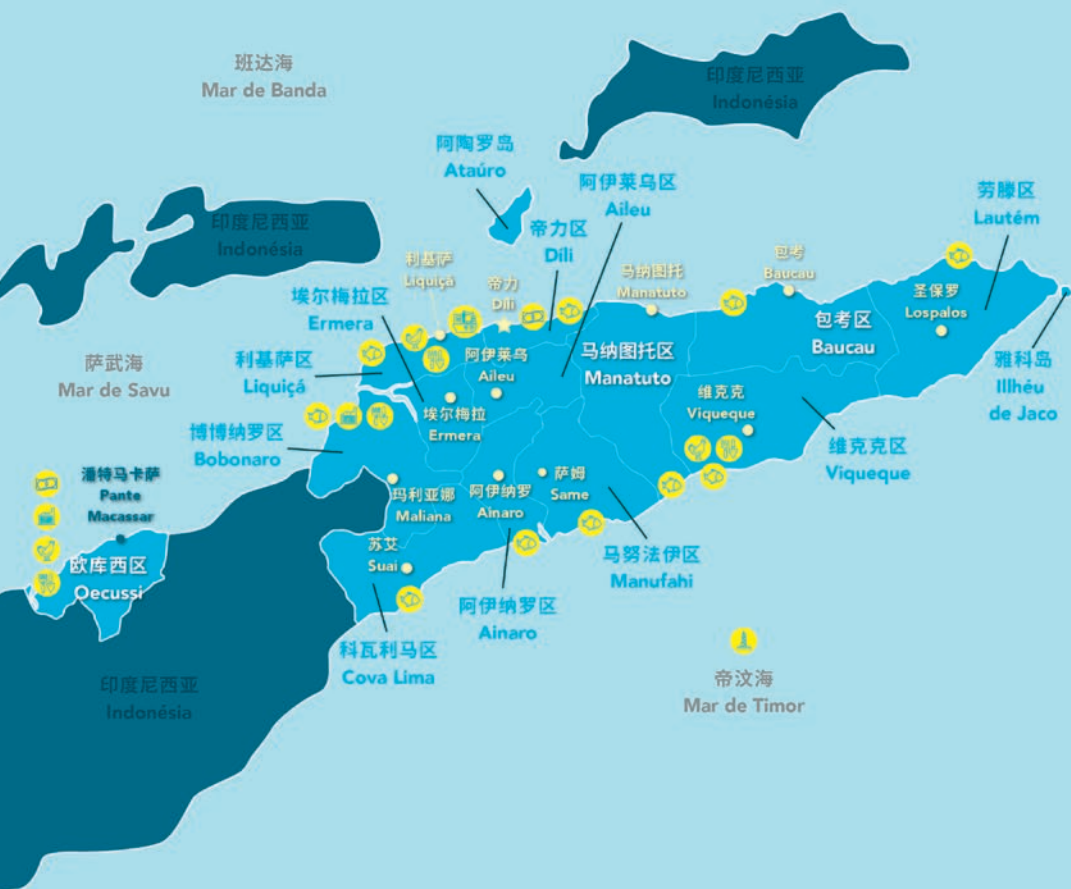 班达海
Mar de Banda
印度尼西亚
Indonésia
阿陶罗岛
Ataúro
阿伊莱乌区
Aileu
劳滕区
Lautém
印度尼西亚
Indonésia
帝力区
Díli
利基萨
Liquiçá
帝力
Díli
马纳图托
Manatuto
包考
Baucau
埃尔梅拉区
Ermera
圣保罗
Lospalos
包考区
Baucau
萨武海
Mar de Savu
利基萨区
Liquiçá
阿伊莱乌
Aileu
马纳图托区
Manatuto
雅科岛
Illhéu
de Jaco
维克克
Viqueque
埃尔梅拉
Ermera
博博纳罗区
Bobonaro
维克克区
Viqueque
潘特马卡萨
Pante
Macassar
玛利亚娜
Maliana
阿伊纳罗
Ainaro
萨姆
Same
苏艾
Suai
马努法伊区
Manufahi
欧库西区
Oecussi
阿伊纳罗区
Ainaro
科瓦利马区
Cova Lima
印度尼西亚
Indonésia
帝汶海
Mar de Timor